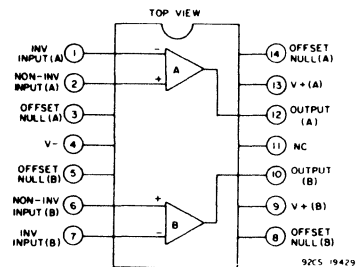 TOP VIEW
INV
INPUT(A)
1
NON-INV
INPUT(A)
2
OFFSET
NULL(A)
3
V-
4
OFFSET
NULL(B)
5
NON-INV
INPUT(B)
6
INV
INPUT(B)
7
-
+
A
+
-
B
14
OFFSET
NULL(A)
13
V+(A)
12
OUTPUT
(A)
11
NC
10
OUTPUT
(B)
9
V+(B)
8
OFFSET
NULL(B)
92CS 19429